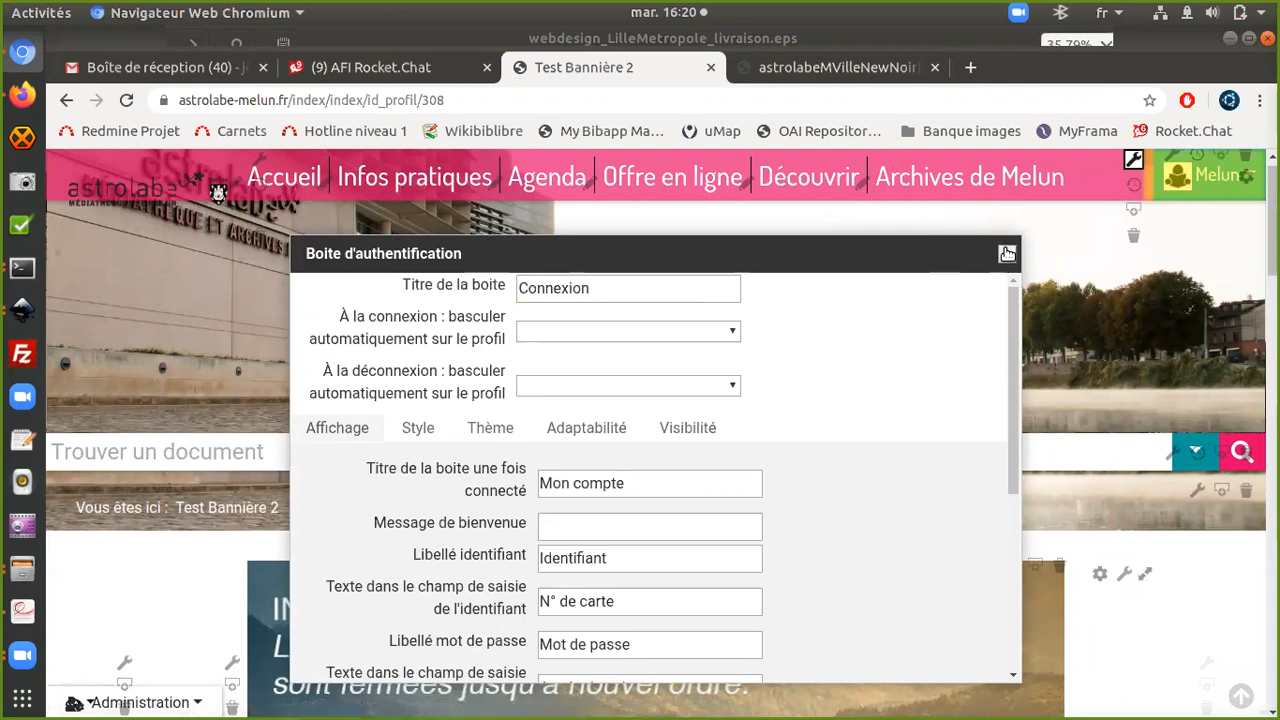 Activités Navigateur Web Chromium mar. 16:20 fr
webdesign_LilleMetropole_livraison.eps 35,79%
Boîte de réception (40) - j (9) AFI Rocket.Chat Test Bannière 2 astrolabeMVilleNewNoir
astrolabe-melun.fr/index/index/id_profil/308
Redmine Projet Carnets Hotline niveau 1 Wikibiblibre My Bibapp Ma... uMap OAI Repositor... Banque images MyFrama Rocket.Chat
astrolabe
Accueil Infos pratiques Agenda Offre en ligne Découvrir Archives de Melun Melun
Boite d'authentification
Titre de la boite Connexion
À la connexion : basculer
automatiquement sur le profil
À la déconnexion : basculer
automatiquement sur le profil
Affichage Style Thème Adaptabilité Visibilité
Trouver un document
Titre de la boite une fois
connecté Mon compte
Vous êtes ici : Test Bannière 2
Message de bienvenue
Libellé identifiant Identifiant
Texte dans le champ de saisie
de l'identifiant N° de carte
Libellé mot de passe Mot de passe
Texte dans le champ de saisie
sont fermées jusqu'à nouvel ordre.
Administration